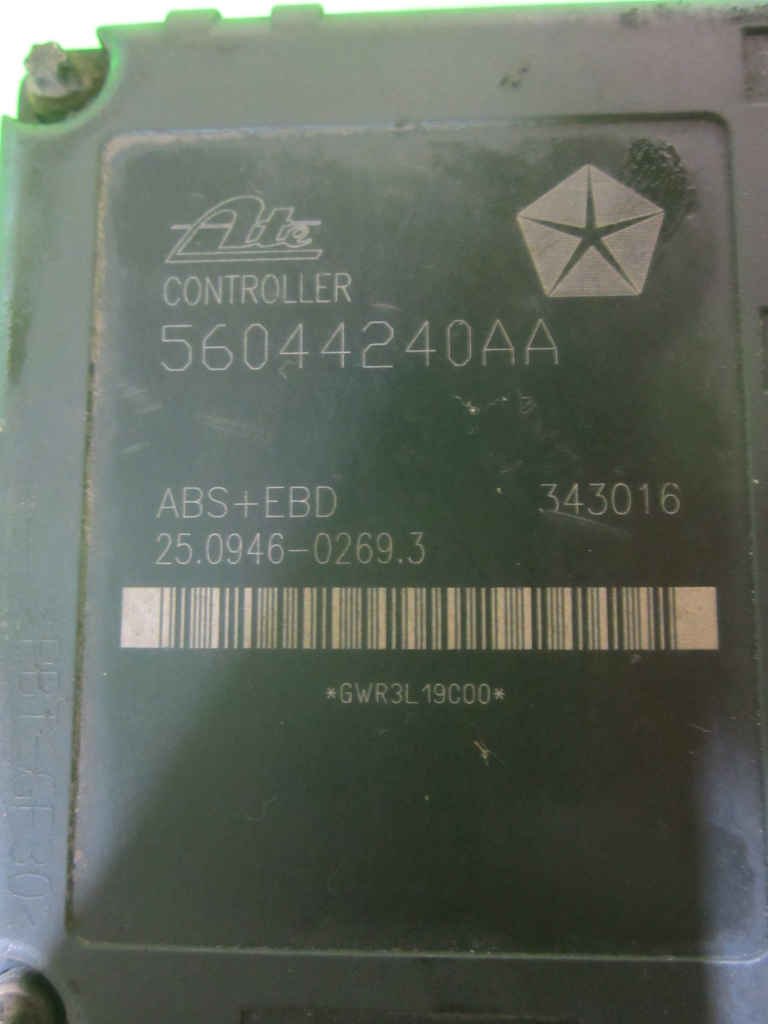 Ate
CONTROLLER
56044240AA
ABS+EBD 343016
25.0946-0269.3
*GWR3L19C00*